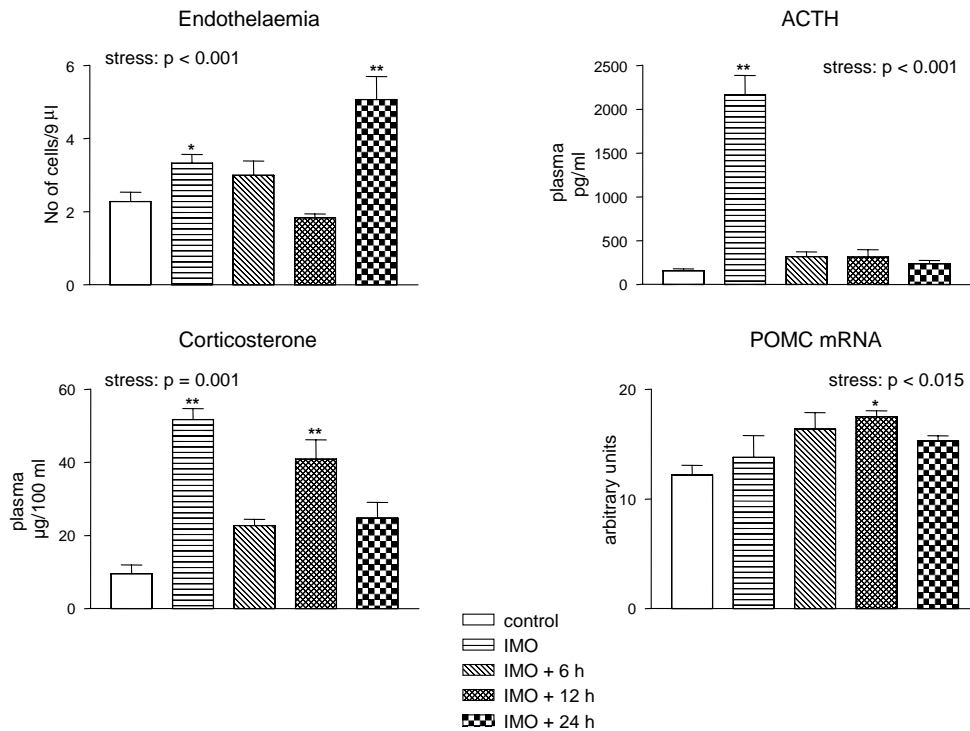 Endothelaemia
stress: p < 0.001
**
6
4
2
0
*
No of cells/9 µl
ACTH
stress: p < 0.001
**
2500
2000
1500
1000
500
0
plasma
pg/ml
Corticosterone
stress: p = 0.001
**
**
60
40
20
0
plasma
µg/100 ml
POMC mRNA
stress: p < 0.015
*
20
10
0
arbitrary units
control
IMO
IMO + 6 h
IMO + 12 h
IMO + 24 h